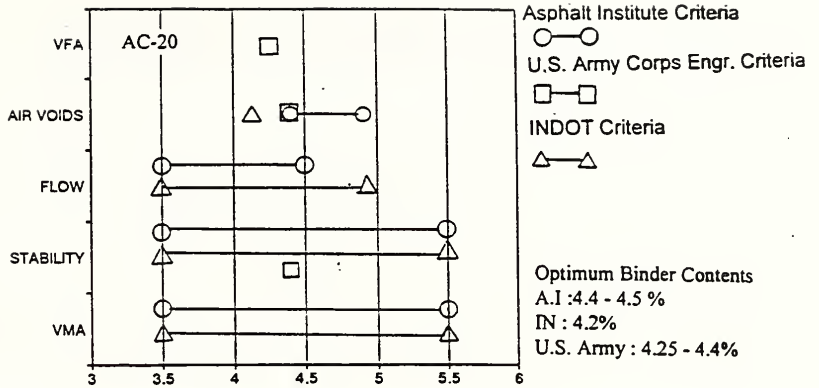 AC-20
VFA
AIR VOIDS
FLOW
STABILITY
VMA
3 3.5 4 4.5 5 5.5 6
Asphalt Institute Criteria
U.S. Army Corps Engr. Criteria
INDOT Criteria
Optimum Binder Contents
A.I :4.4 - 4.5 %
IN : 4.2%
U.S. Army : 4.25 - 4.4%